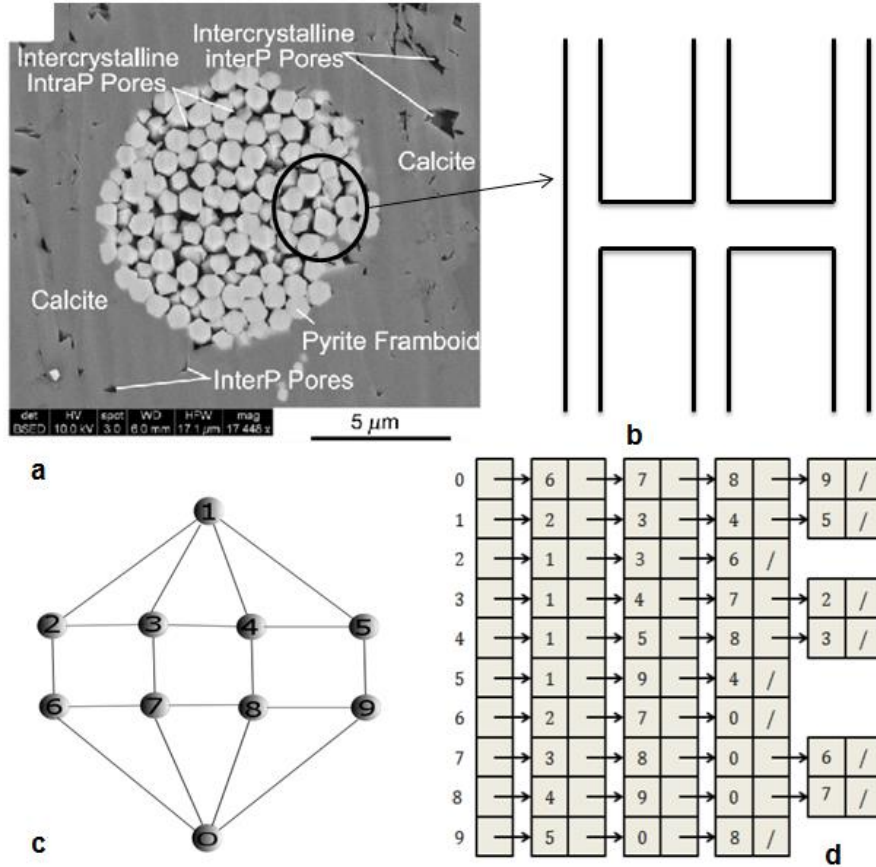 Intercrystalline
IntraP Pores
Intercrystalline
interP Pores
Calcite
Calcite
Pyrite Framboid
InterP Pores
det HV spot WD HFW mag
BSED 10.0 kV 3.0 6.0 mm 17.1 µm 17 448 x
5 µm
b
a
1
2 3 4 5
6 7 8 9
0
c
0 6 7 8 9 /
1 2 3 4 5 /
2 1 3 6 /
3 1 4 7 2 /
4 1 5 8 3 /
5 1 9 4 /
6 2 7 0 /
7 3 8 0 6 /
8 4 9 0 7 /
9 5 0 8 /
d